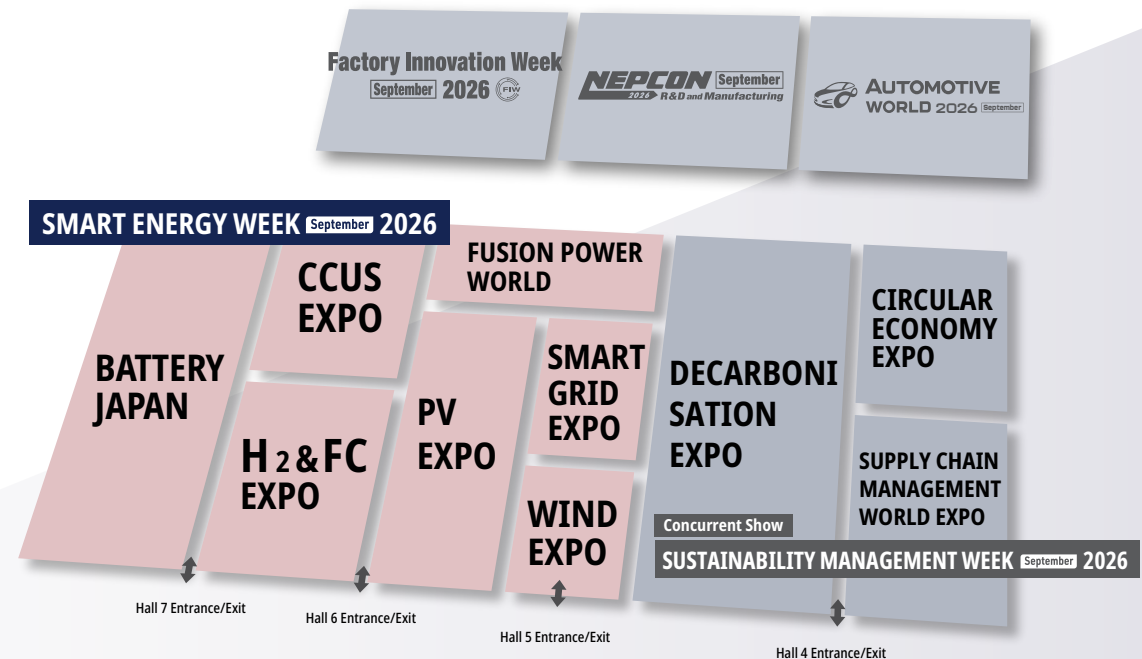 Factory Innovation Week
September 2026 FIW
NEPCON September
2026 R&D and Manufacturing
AUTOMOTIVE
WORLD 2026 September
SMART ENERGY WEEK September 2026
BATTERY
JAPAN
CCUS
EXPO
H2&FC
EXPO
FUSION POWER
WORLD
PV
EXPO
SMART
GRID
EXPO
WIND
EXPO
DECARBONI
SATION
EXPO
CIRCULAR
ECONOMY
EXPO
SUPPLY CHAIN
MANAGEMENT
WORLD EXPO
Concurrent Show
SUSTAINABILITY MANAGEMENT WEEK September 2026
Hall 7 Entrance/Exit
Hall 6 Entrance/Exit
Hall 5 Entrance/Exit
Hall 4 Entrance/Exit